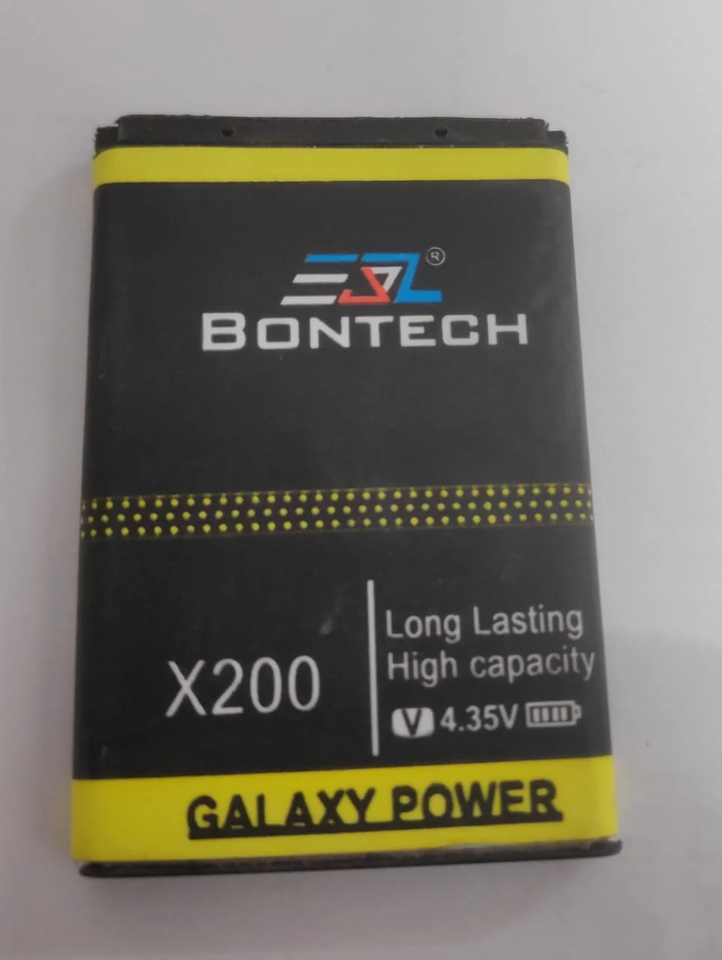 ®
BONTECH
X200
Long Lasting
High capacity
V 4.35V
GALAXY POWER